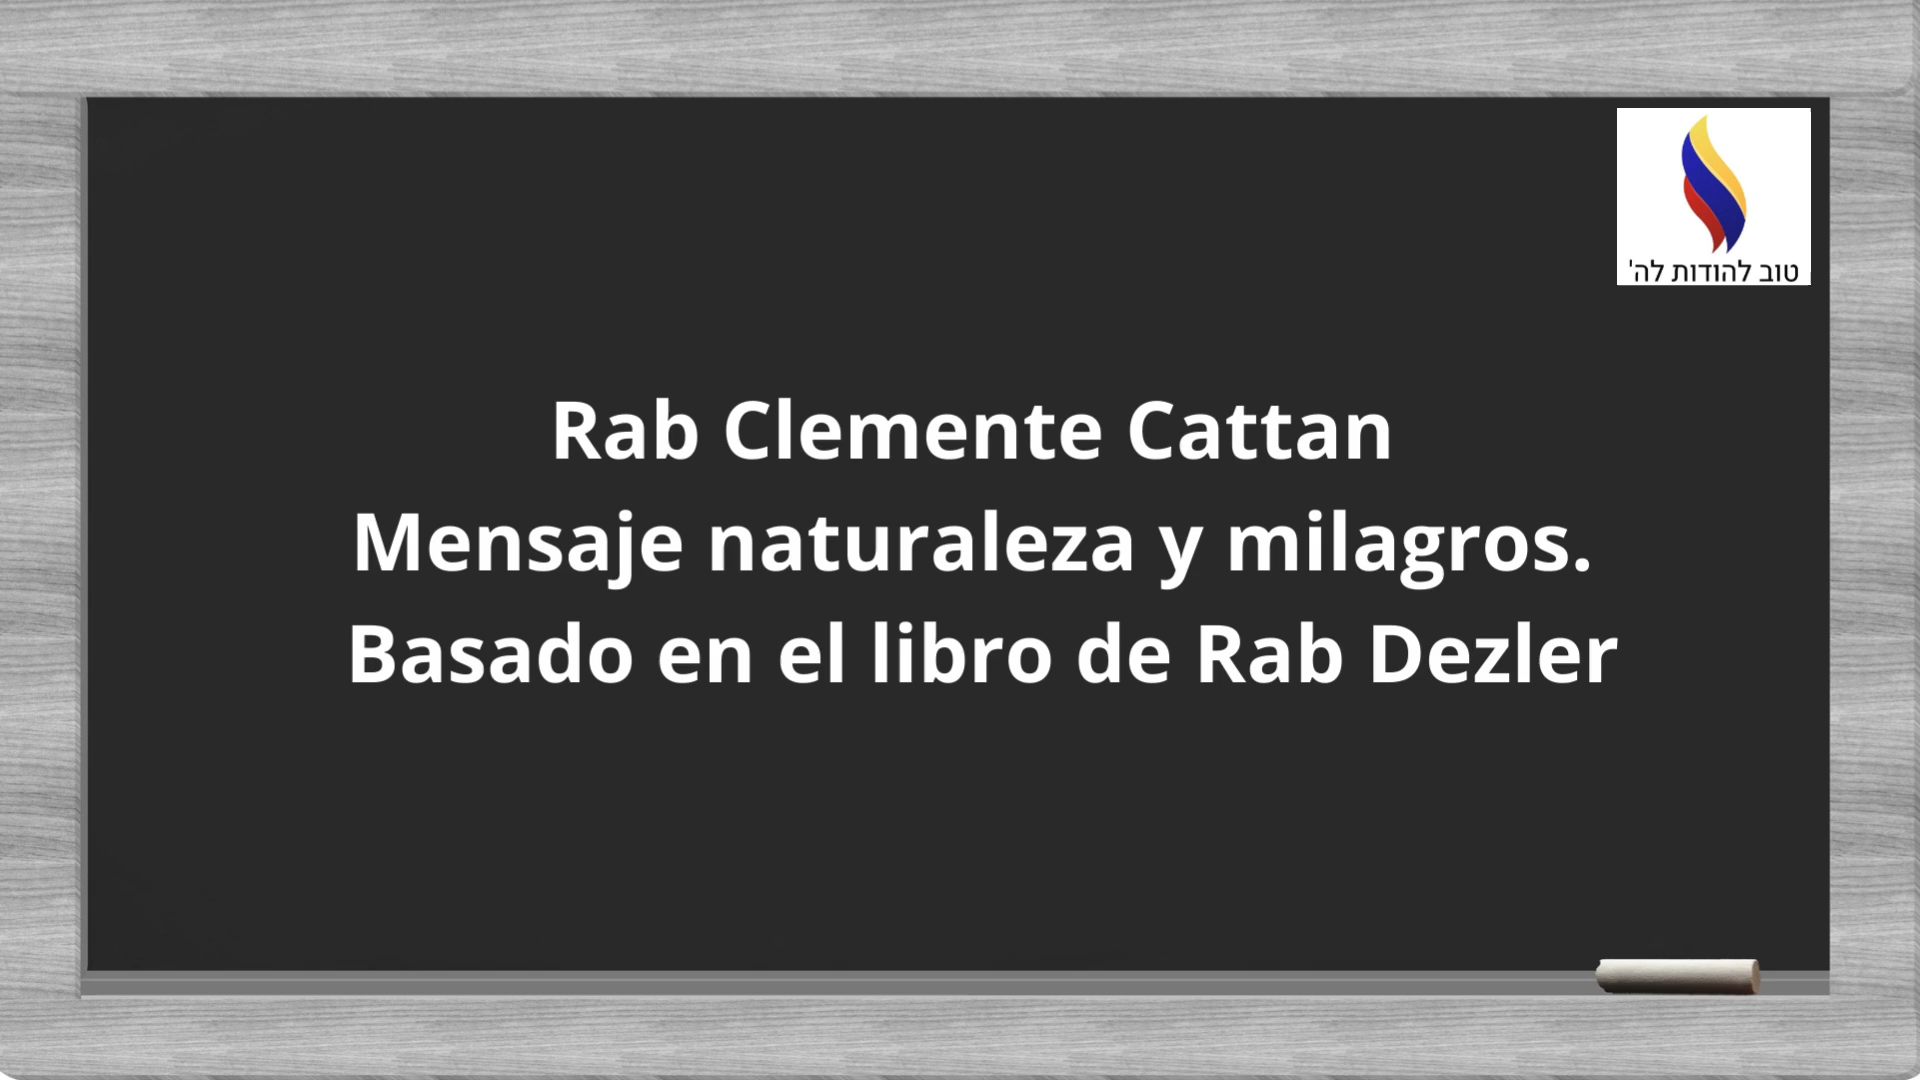 טוב להודות לה'
Rab Clemente Cattan
Mensaje naturaleza y milagros.
Basado en el libro de Rab Dezler